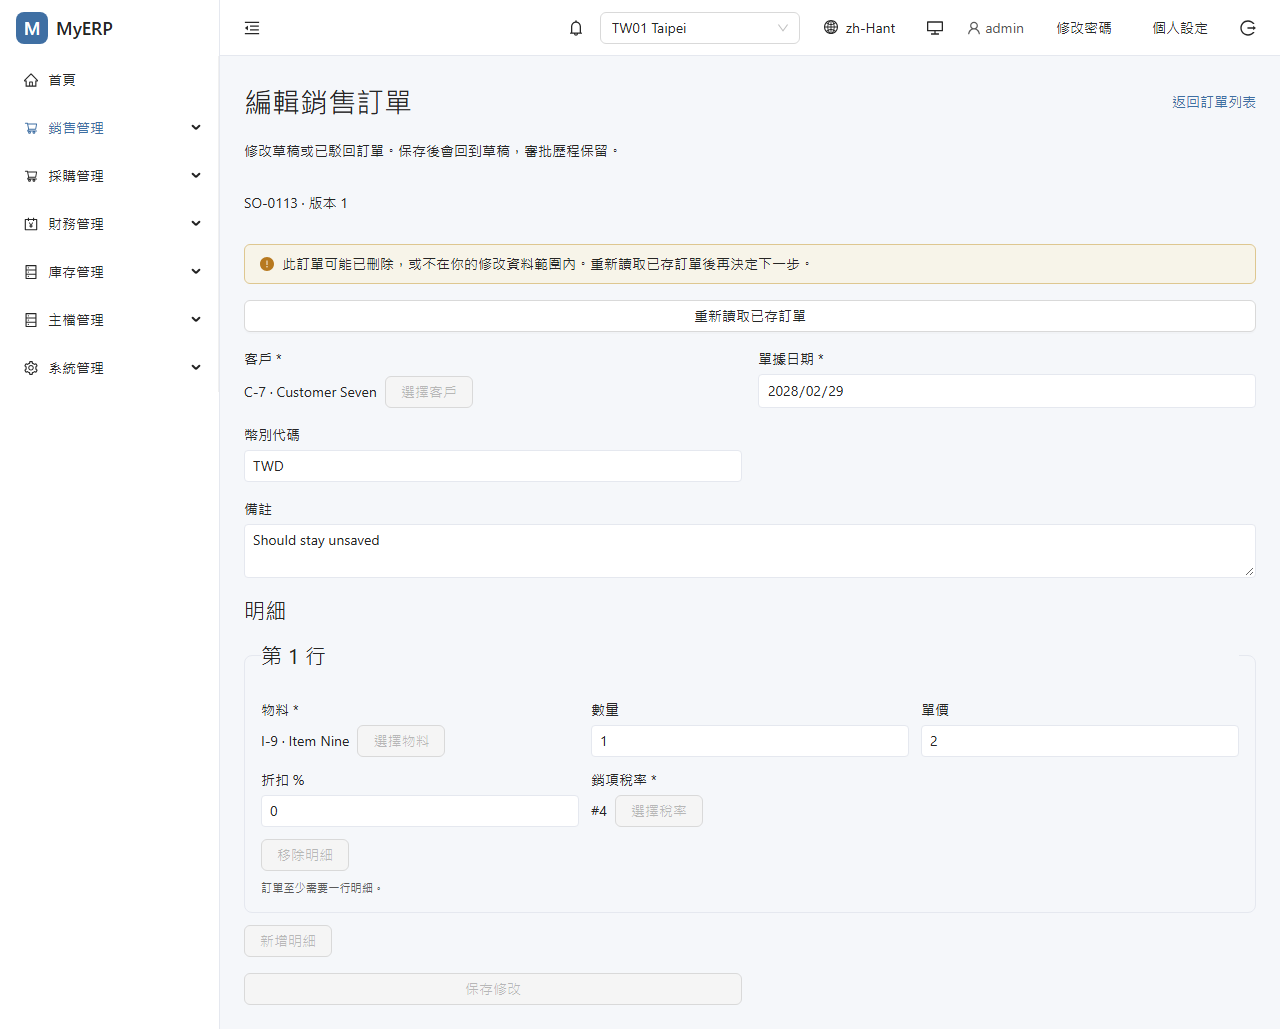 M MyERP
TW01 Taipei
zh-Hant
admin
修改密碼
個人設定
首頁
銷售管理
採購管理
財務管理
庫存管理
主檔管理
系統管理
編輯銷售訂單
返回訂單列表
修改草稿或已駁回訂單。保存後會回到草稿，審批歷程保留。
SO-0113 · 版本 1
此訂單可能已刪除，或不在你的修改資料範圍內。重新讀取已存訂單後再決定下一步。
重新讀取已存訂單
客戶 *
C-7 · Customer Seven
選擇客戶
單據日期 *
2028/02/29
幣別代碼
TWD
備註
Should stay unsaved
明細
第 1 行
物料 *
I-9 · Item Nine
選擇物料
數量
1
單價
2
折扣 %
0
銷項稅率 *
#4
選擇稅率
移除明細
訂單至少需要一行明細。
新增明細
保存修改